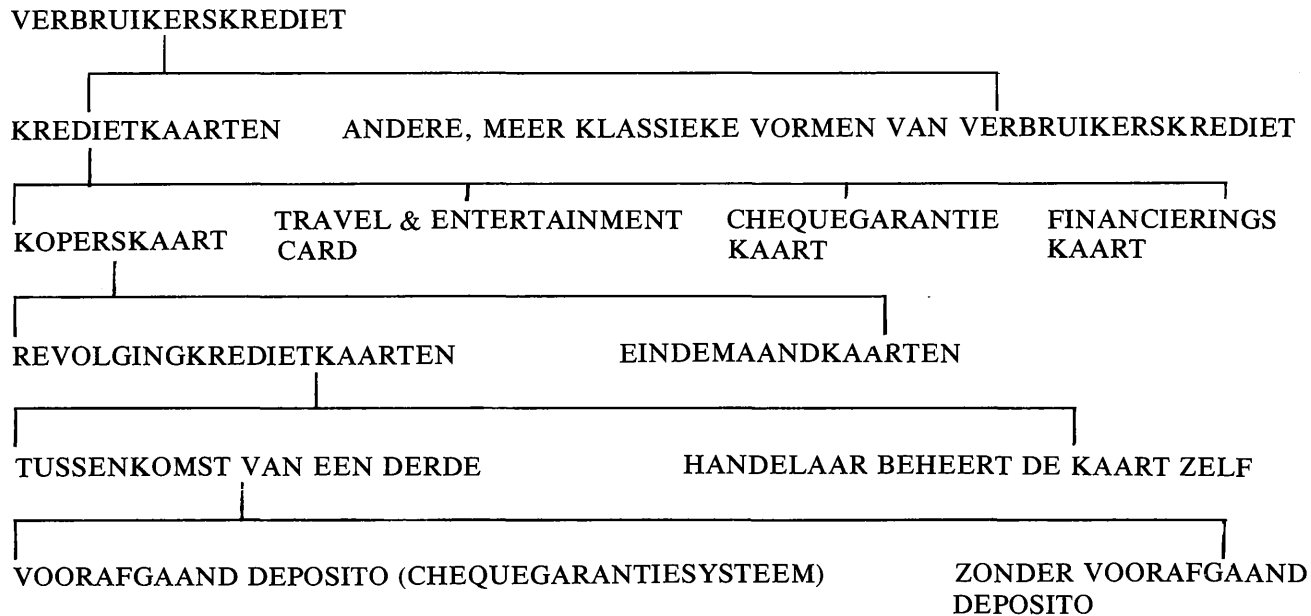 VERBRUIKERSKREDIET
KREDIETKAARTEN ANDERE, MEER KLASSIEKE VORMEN VAN VERBRUIKERSKREDIET
KOPERSKAART
TRAVEL & ENTERTAINMENT
CARD
CHEQUEGARANTIE
KAART
FINANCIERINGS
KAART
REVOLGINGKREDIETKAARTEN EINDEMAANDKAARTEN
TUSSENKOMST VAN EEN DERDE HANDELAAR BEHEERT DE KAART ZELF
VOORAFGAAND DEPOSITO (CHEQUEGARANTIESYSTEEM)
ZONDER VOORAFGAAND
DEPOSITO